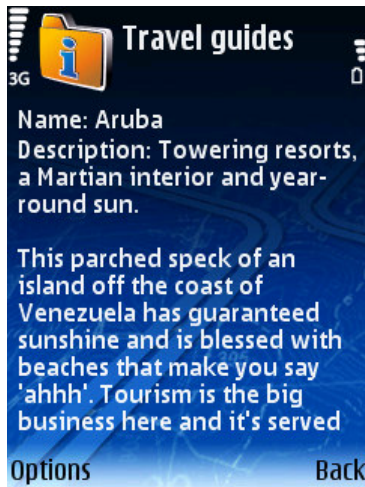 Travel guides
3G
Name: Aruba
Description: Towering resorts,
a Martian interior and year-
round sun.
This parched speck of an
island off the coast of
Venezuela has guaranteed
sunshine and is blessed with
beaches that make you say
'ahhh'. Tourism is the big
business here and it's served
Options Back